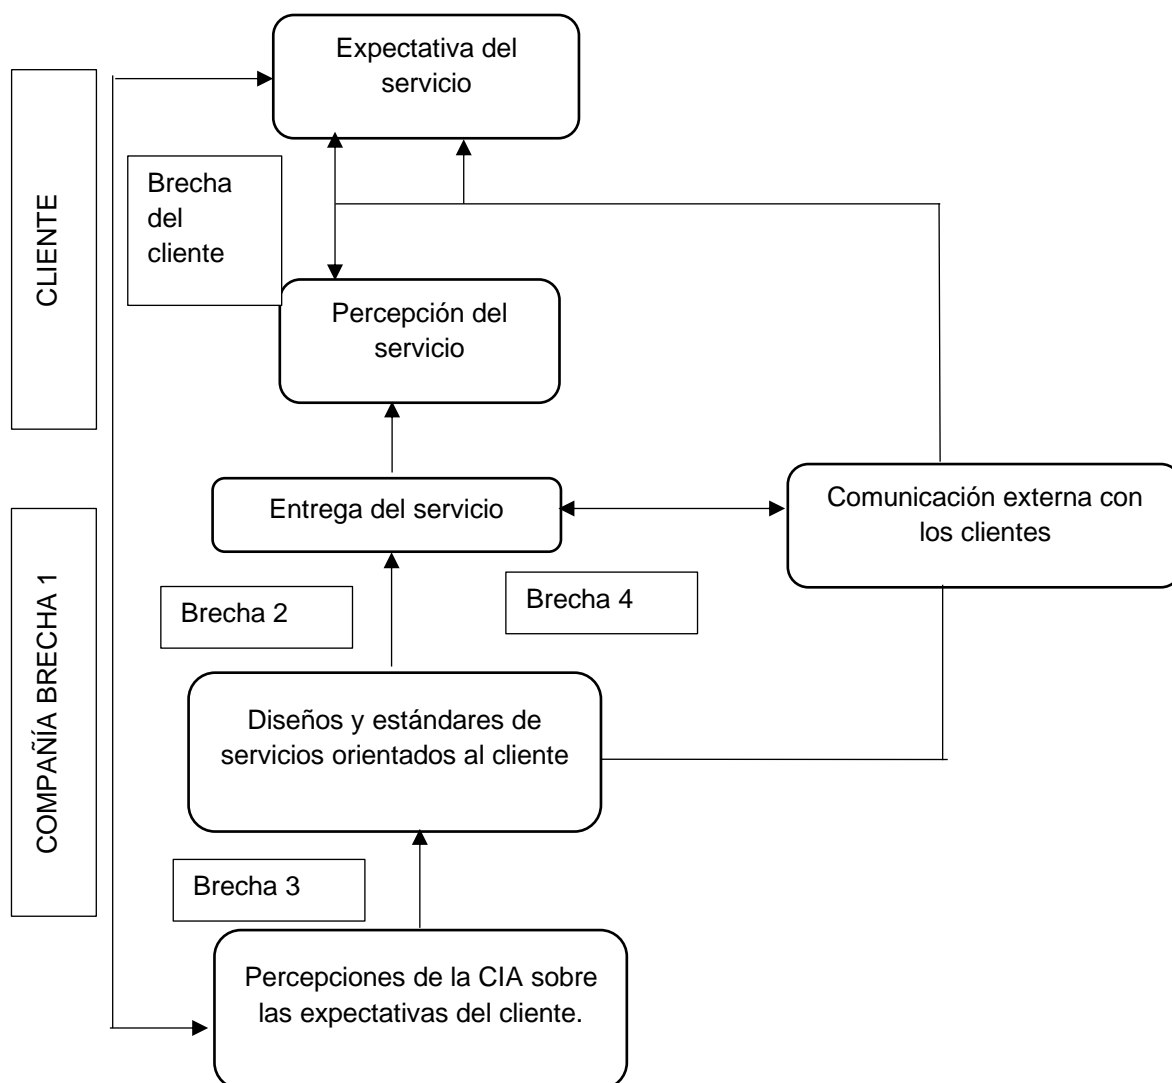 Expectativa del
servicio
CLIENTE
Brecha
del
cliente
Percepción del
servicio
Entrega del servicio
Comunicación externa con
los clientes
COMPAÑÍA BRECHA 1
Brecha 2
Brecha 4
Diseños y estándares de
servicios orientados al cliente
Brecha 3
Percepciones de la CIA sobre
las expectativas del cliente.